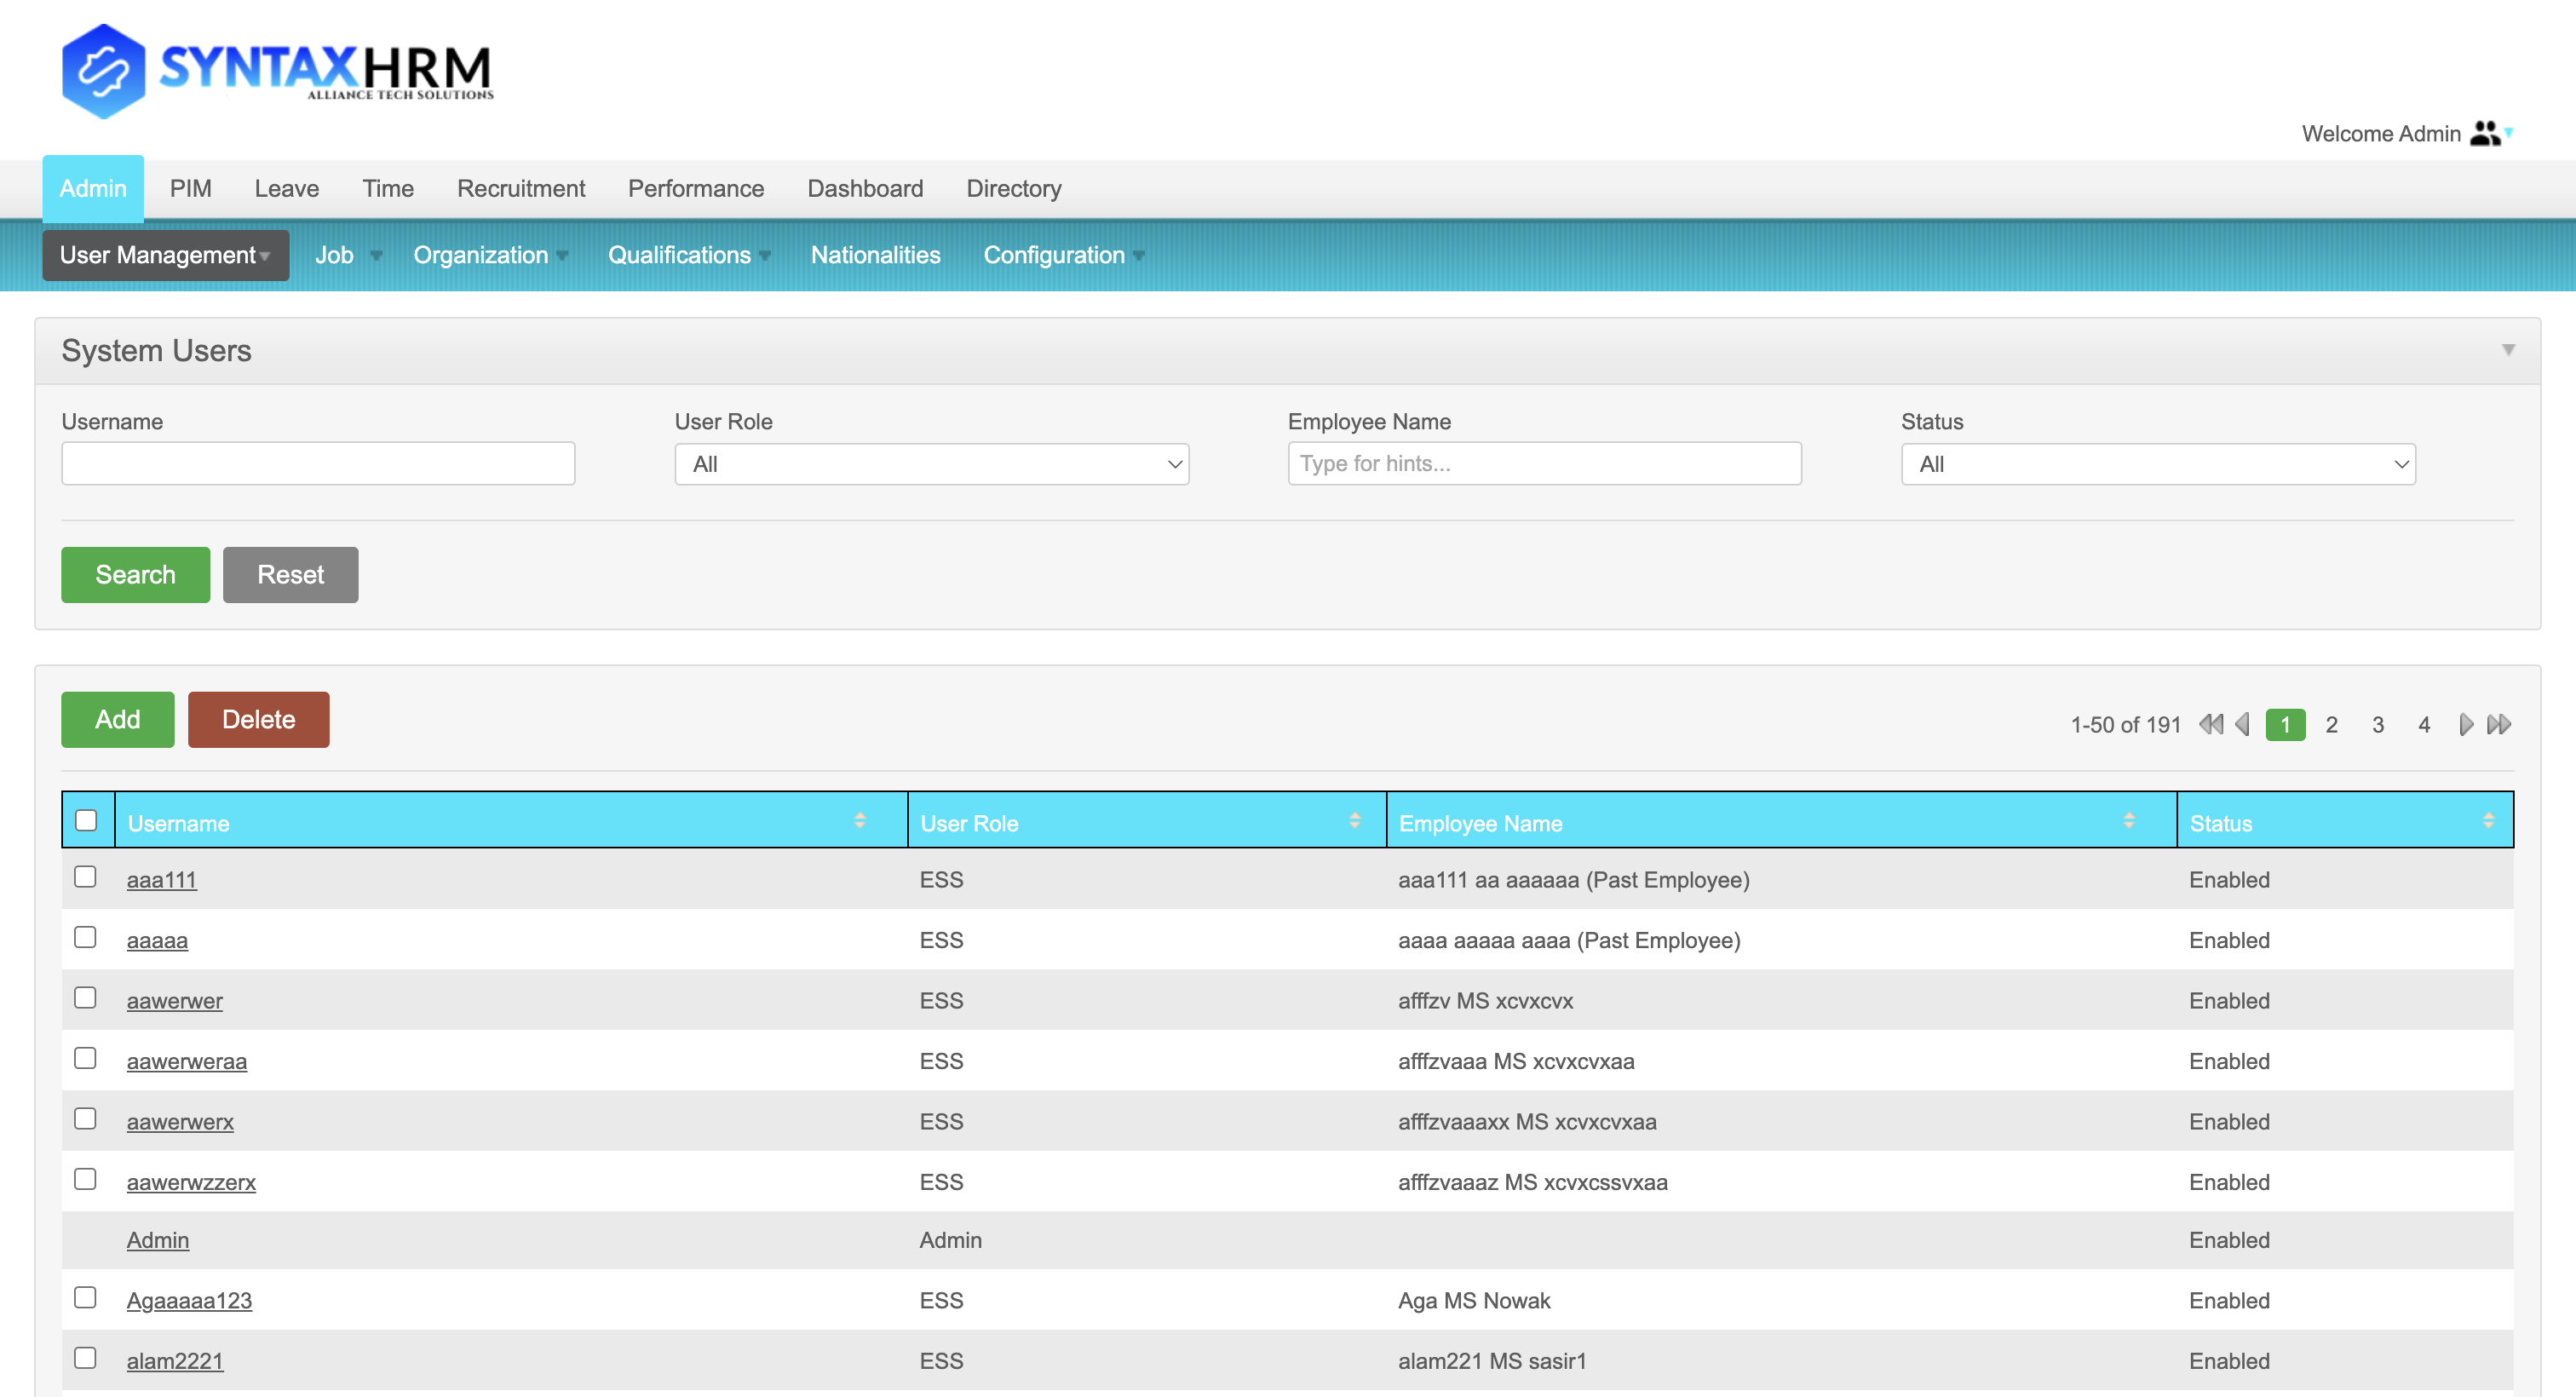 SYNTAXHRM
ALLIANCE TECH SOLUTIONS
Welcome Admin
Admin PIM Leave Time Recruitment Performance Dashboard Directory
User Management Job Organization Qualifications Nationalities Configuration
System Users
Username User Role Employee Name Status
All Type for hints... All
Search Reset
Add Delete 1-50 of 191 1 2 3 4
Username User Role Employee Name Status
aaa111 ESS aaa111 aa aaaaaa (Past Employee) Enabled
aaaaa ESS aaaa aaaaa aaaa (Past Employee) Enabled
aawerwer ESS afffzv MS xcvxcvx Enabled
aawerweraa ESS afffzvaaa MS xcvxcvxaa Enabled
aawerwerx ESS afffzvaaaxx MS xcvxcvxaa Enabled
aawerwzzerx ESS afffzvaaaz MS xcvxcssvxaa Enabled
Admin Admin Enabled
Agaaaaa123 ESS Aga MS Nowak Enabled
alam2221 ESS alam221 MS sasir1 Enabled